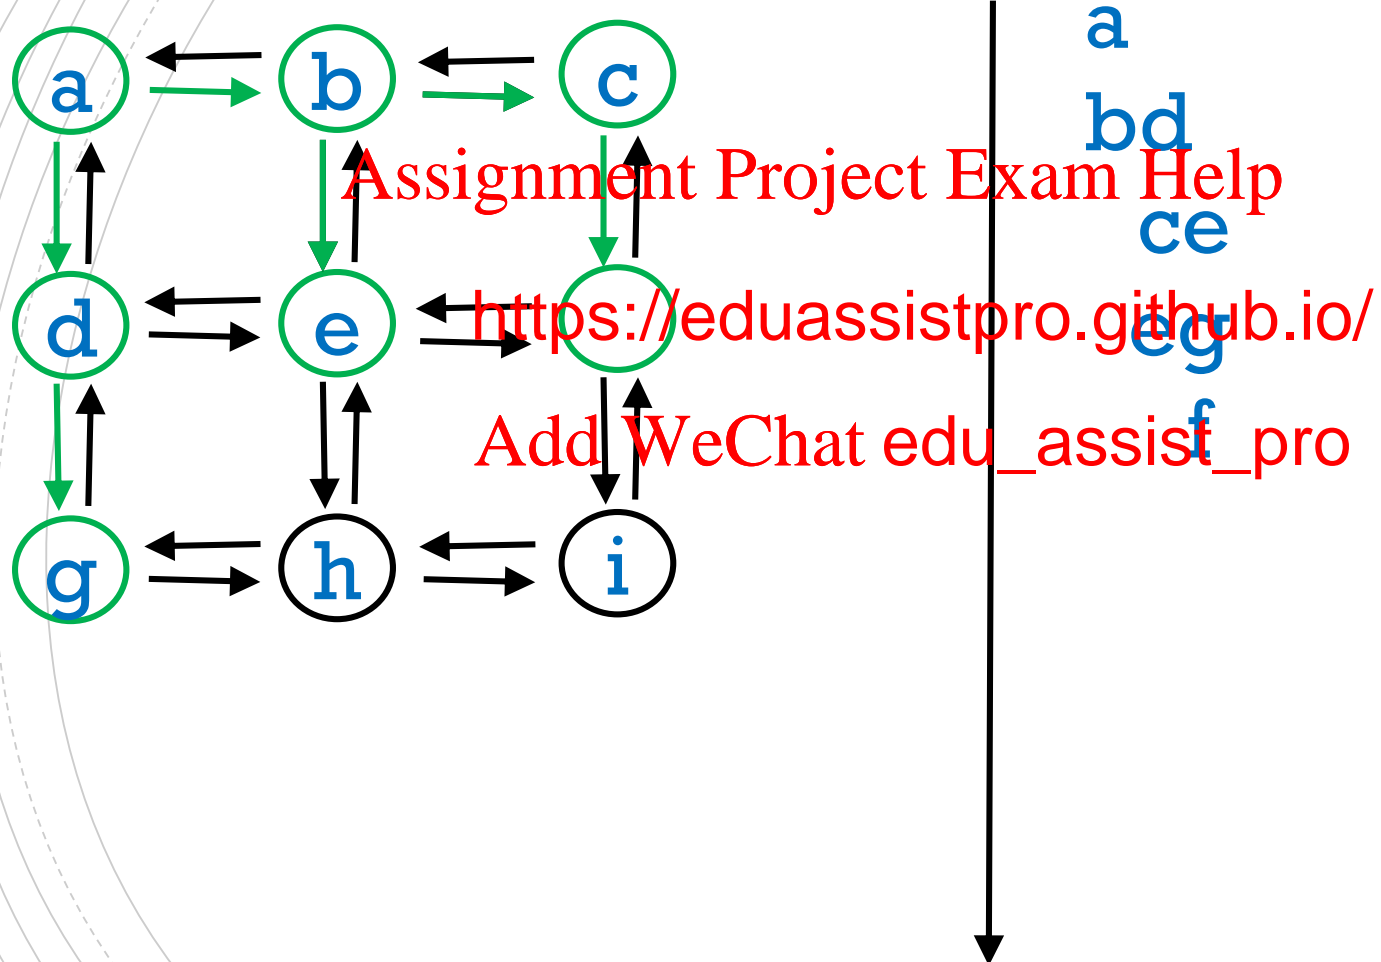 a b c
a
bd
Assignment Project Exam Help
ce
d e
https://eduassistpro.github.io/
eg
Add WeChat edu_assist_pro
f
g h i